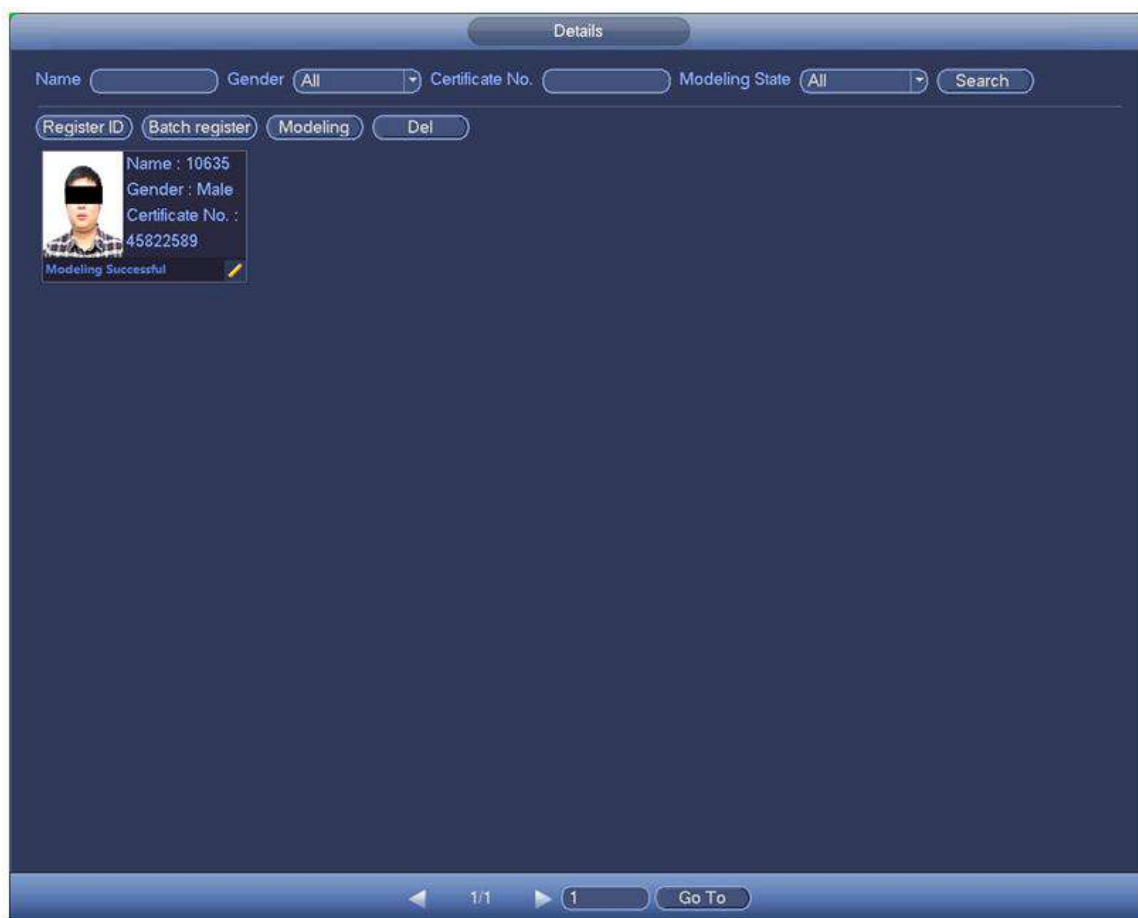 Details
Name Gender All Certificate No. Modeling State All Search
Register ID Batch register Modeling Del
Name : 10635
Gender : Male
Certificate No. :
45822589
Modeling Successful
1/1 1 Go To